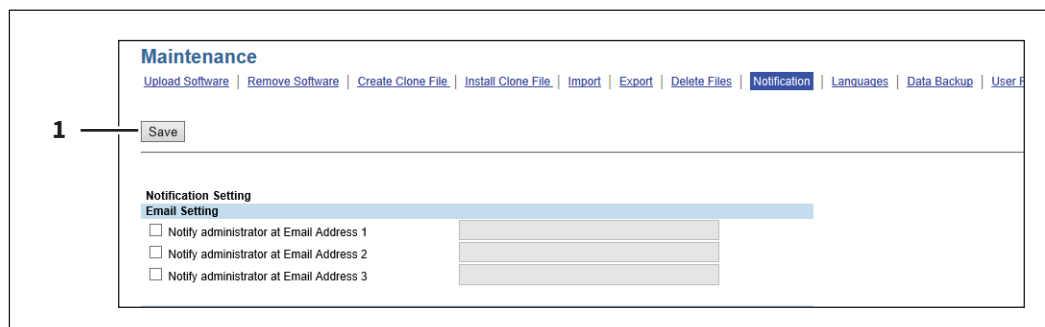 Maintenance
Upload Software | Remove Software | Create Clone File | Install Clone File | Import | Export | Delete Files | Notification | Languages | Data Backup | User
1
Save
Notification Setting
Email Setting
Notify administrator at Email Address 1
Notify administrator at Email Address 2
Notify administrator at Email Address 3